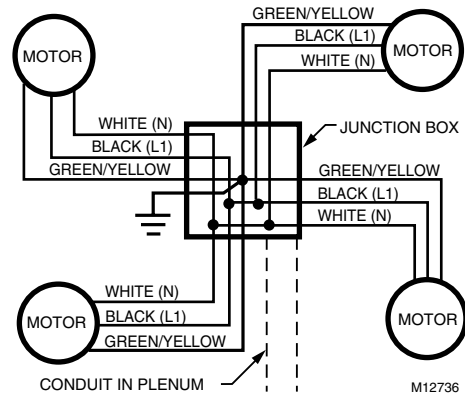 GREEN/YELLOW
BLACK (L1)
WHITE (N)
MOTOR
MOTOR
WHITE (N)
BLACK (L1)
GREEN/YELLOW
JUNCTION BOX
GREEN/YELLOW
BLACK (L1)
WHITE (N)
WHITE (N)
BLACK (L1)
GREEN/YELLOW
MOTOR
MOTOR
CONDUIT IN PLENUM
M12736